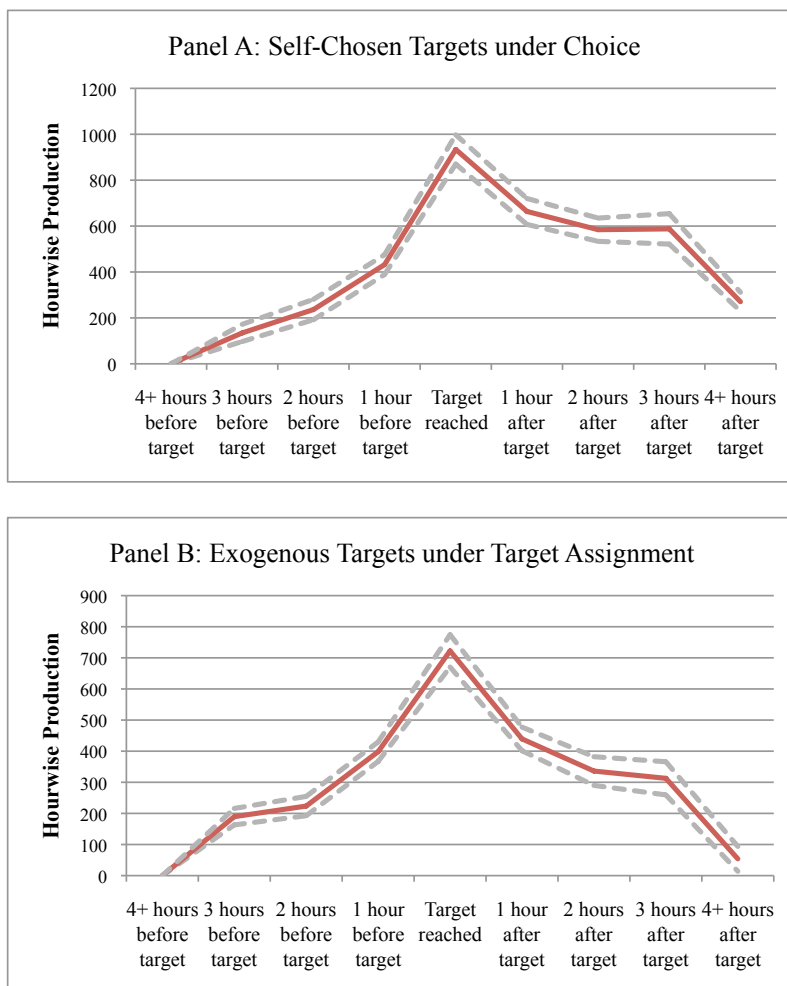 Panel A: Self-Chosen Targets under Choice
Hourwise Production
1200
1000
800
600
400
200
0
4+ hours before target
3 hours before target
2 hours before target
1 hour before target
Target reached
1 hour after target
2 hours after target
3 hours after target
4+ hours after target
Panel B: Exogenous Targets under Target Assignment
Hourwise Production
900
800
700
600
500
400
300
200
100
0
4+ hours before target
3 hours before target
2 hours before target
1 hour before target
Target reached
1 hour after target
2 hours after target
3 hours after target
4+ hours after target